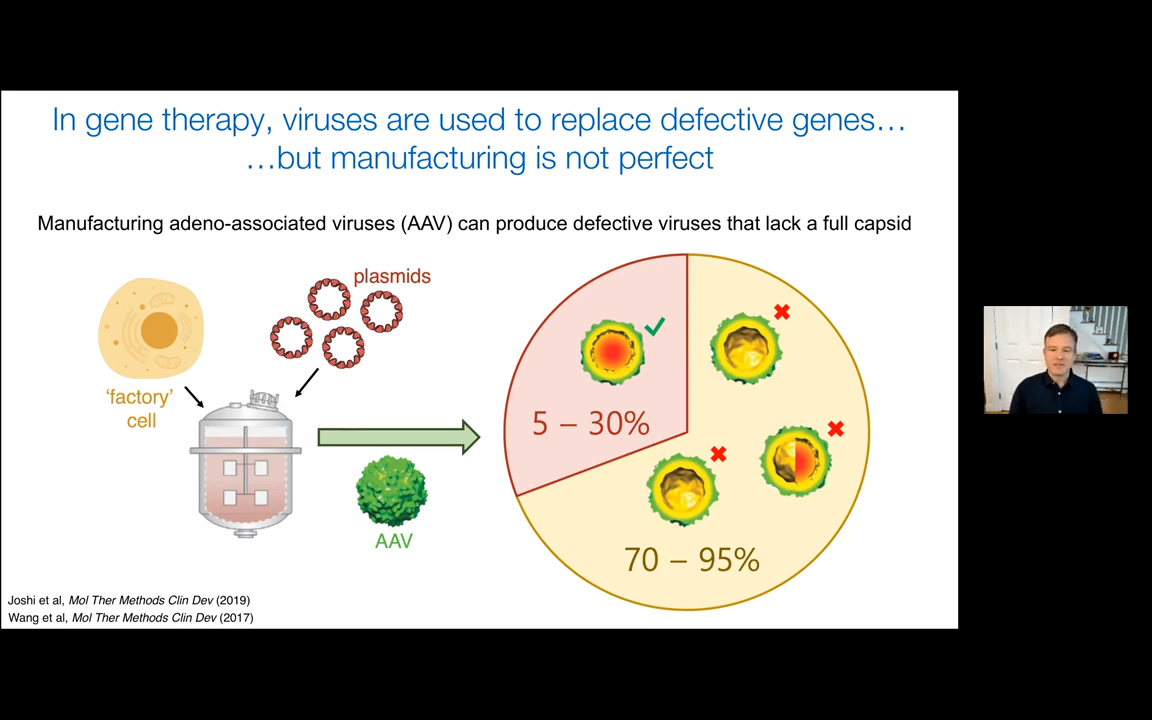 In gene therapy, viruses are used to replace defective genes…
…but manufacturing is not perfect
Manufacturing adeno-associated viruses (AAV) can produce defective viruses that lack a full capsid
plasmids
'factory'
cell
AAV
5 – 30%
70 – 95%
Joshi et al, Mol Ther Methods Clin Dev (2019)
Wang et al, Mol Ther Methods Clin Dev (2017)